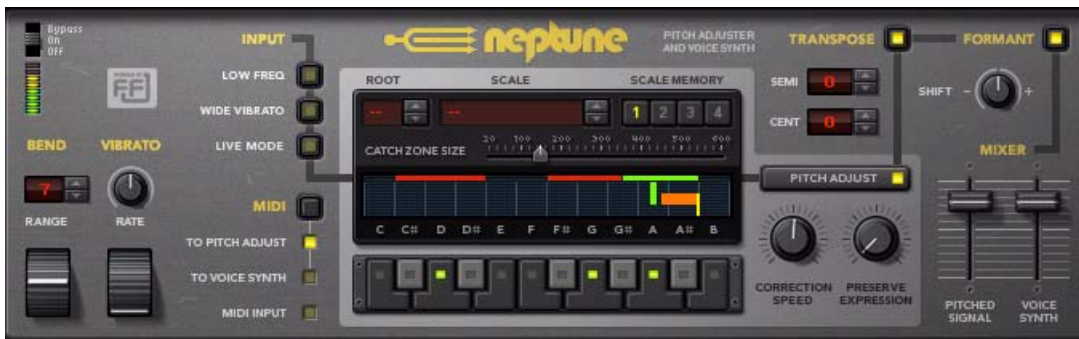 Bypass
On
Off
INPUT
neptune
PITCH ADJUSTER
AND VOICE SYNTH
TRANSPOSE
FORMANT
LOW FREQ
WIDE VIBRATO
LIVE MODE
ROOT
SCALE
SCALE MEMORY
--
--
1 2 3 4
SEMI
0
CENT
0
SHIFT
-
+
20 100 200 300 400 500 600
CATCH ZONE SIZE
BEND
VIBRATO
7
RANGE
RATE
MIDI
TO PITCH ADJUST
TO VOICE SYNTH
MIDI INPUT
C C# D D# E F F# G G# A A# B
PITCH ADJUST
CORRECTION
SPEED
PRESERVE
EXPRESSION
MIXER
PITCHED
SIGNAL
VOICE
SYNTH